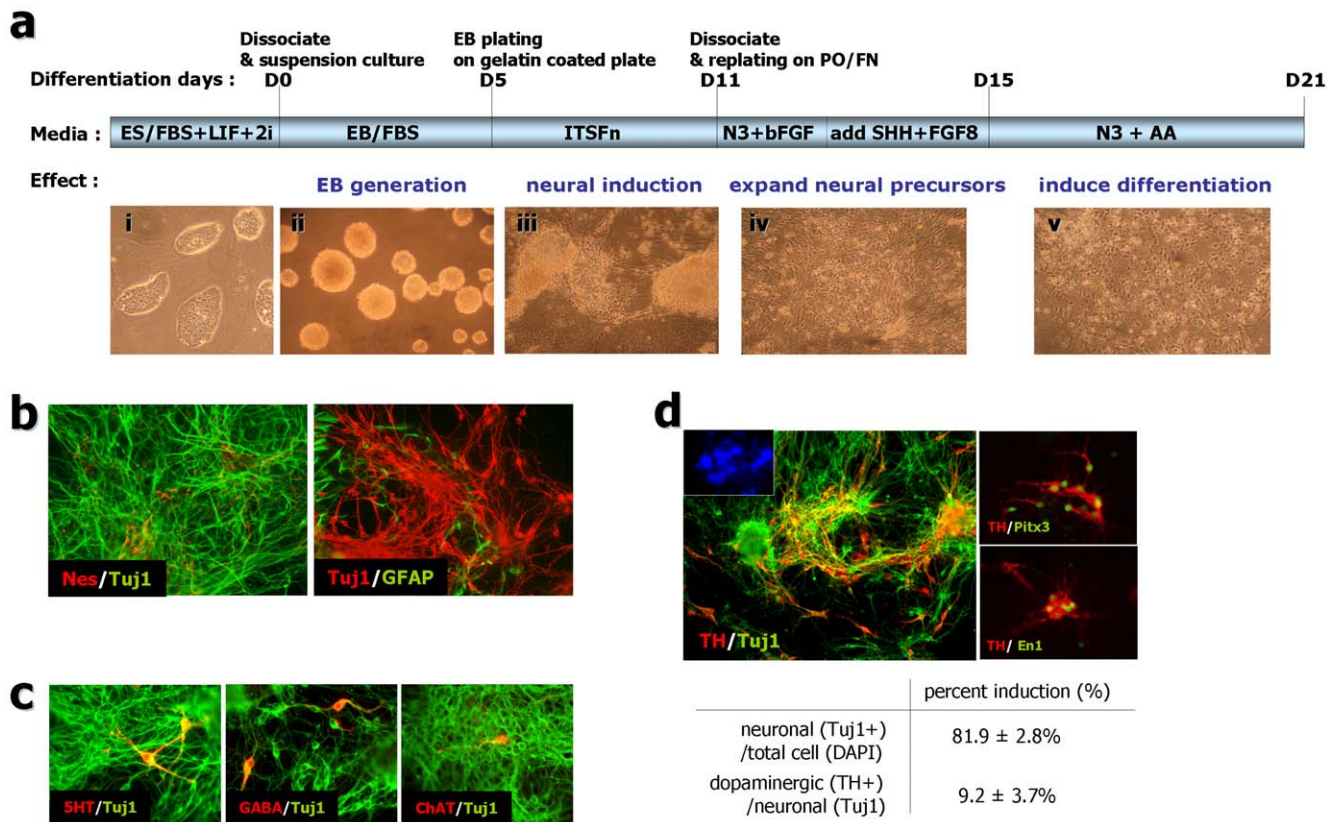 a
Dissociate
& suspension culture
EB plating
on gelatin coated plate
Dissociate
& replating on PO/FN
Differentiation days :
D0
D5
D11
D15
D21
Media :
ES/FBS+LIF+2i
EB/FBS
ITSFn
N3+bFGF
add SHH+FGF8
N3 + AA
Effect :
EB generation
neural induction
expand neural precursors
induce differentiation
i
ii
iii
iv
v
b
Nes/Tuj1
Tuj1/GFAP
c
5HT/Tuj1
GABA/Tuj1
ChAT/Tuj1
d
TH/Tuj1
TH/Pitx3
TH/ En1
percent induction (%)
neuronal (Tuj1+)
/total cell (DAPI)
81.9 ± 2.8%
dopaminergic (TH+)
/neuronal (Tuj1)
9.2 ± 3.7%